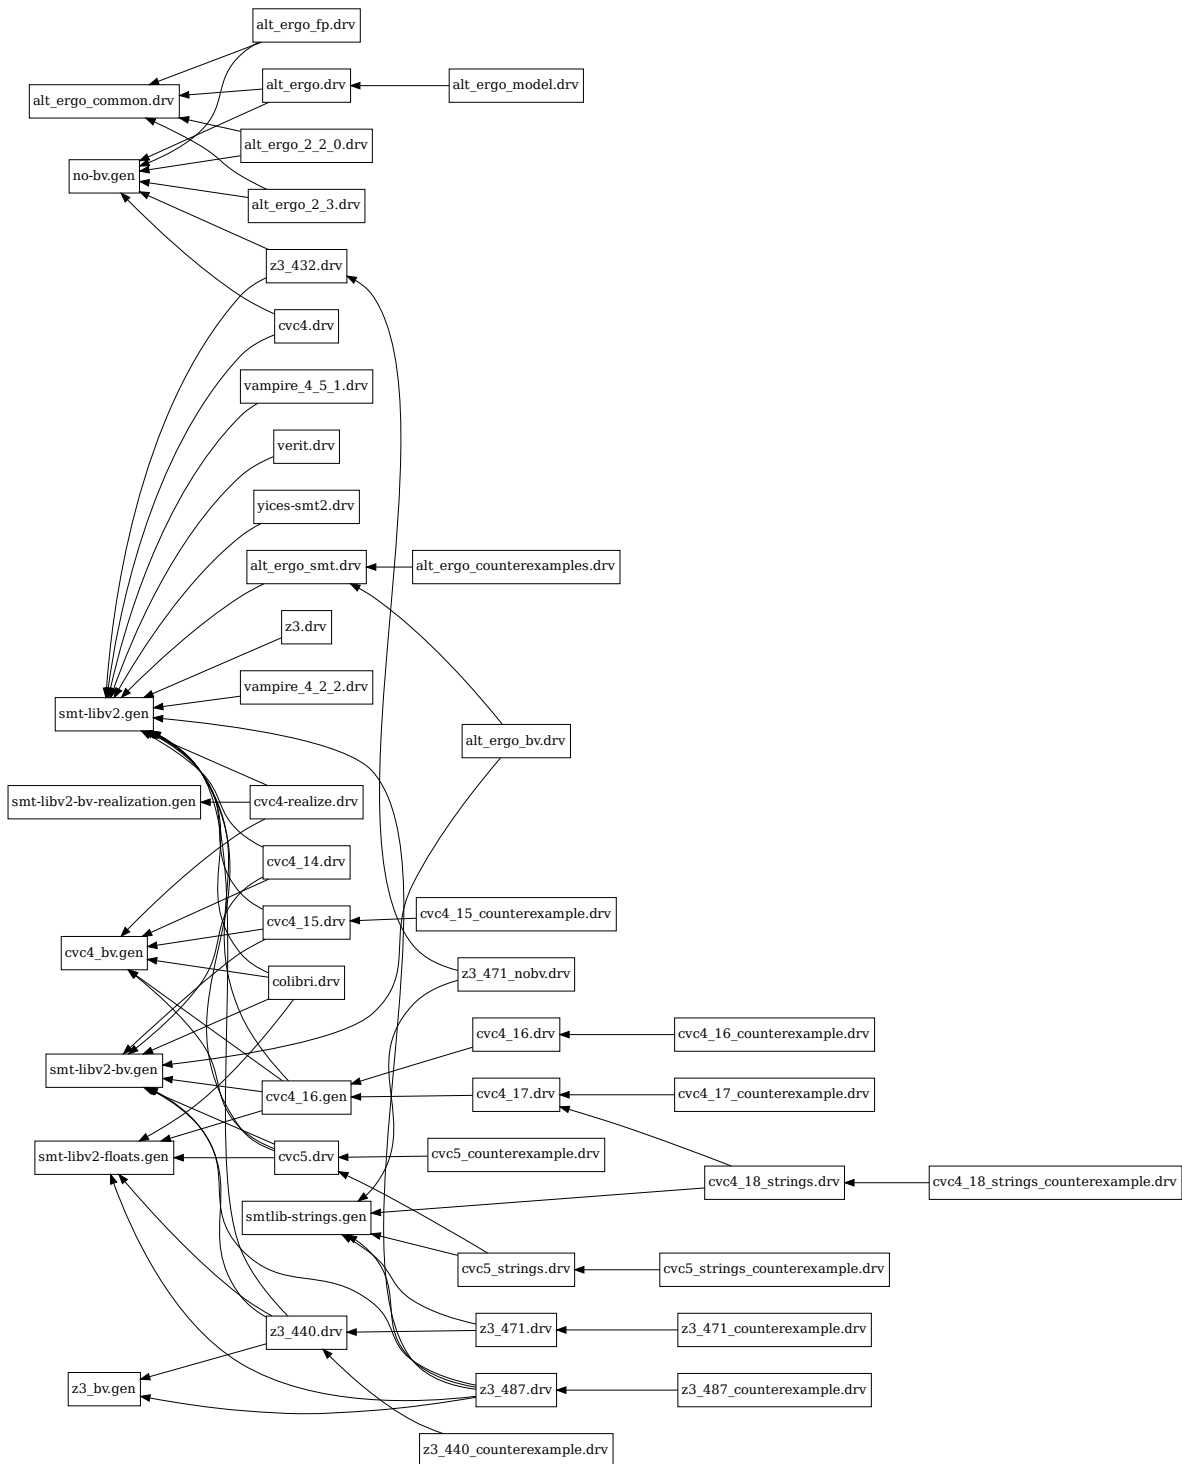 alt_ergo_fp.drv
alt_ergo.drv
alt_ergo_model.drv
alt_ergo_common.drv
alt_ergo_2_2_0.drv
no-bv.gen
alt_ergo_2_3.drv
z3_432.drv
cvc4.drv
vampire_4_5_1.drv
verit.drv
yices-smt2.drv
alt_ergo_smt.drv
alt_ergo_counterexamples.drv
z3.drv
vampire_4_2_2.drv
smt-libv2.gen
alt_ergo_bv.drv
smt-libv2-bv-realization.gen
cvc4-realize.drv
cvc4_14.drv
cvc4_15.drv
cvc4_15_counterexample.drv
cvc4_bv.gen
z3_471_nobv.drv
colibri.drv
cvc4_16.drv
cvc4_16_counterexample.drv
smt-libv2-bv.gen
cvc4_16.gen
cvc4_17.drv
cvc4_17_counterexample.drv
smt-libv2-floats.gen
cvc5.drv
cvc5_counterexample.drv
cvc4_18_strings.drv
cvc4_18_strings_counterexample.drv
smtlib-strings.gen
cvc5_strings.drv
cvc5_strings_counterexample.drv
z3_440.drv
z3_471.drv
z3_471_counterexample.drv
z3_bv.gen
z3_487.drv
z3_487_counterexample.drv
z3_440_counterexample.drv